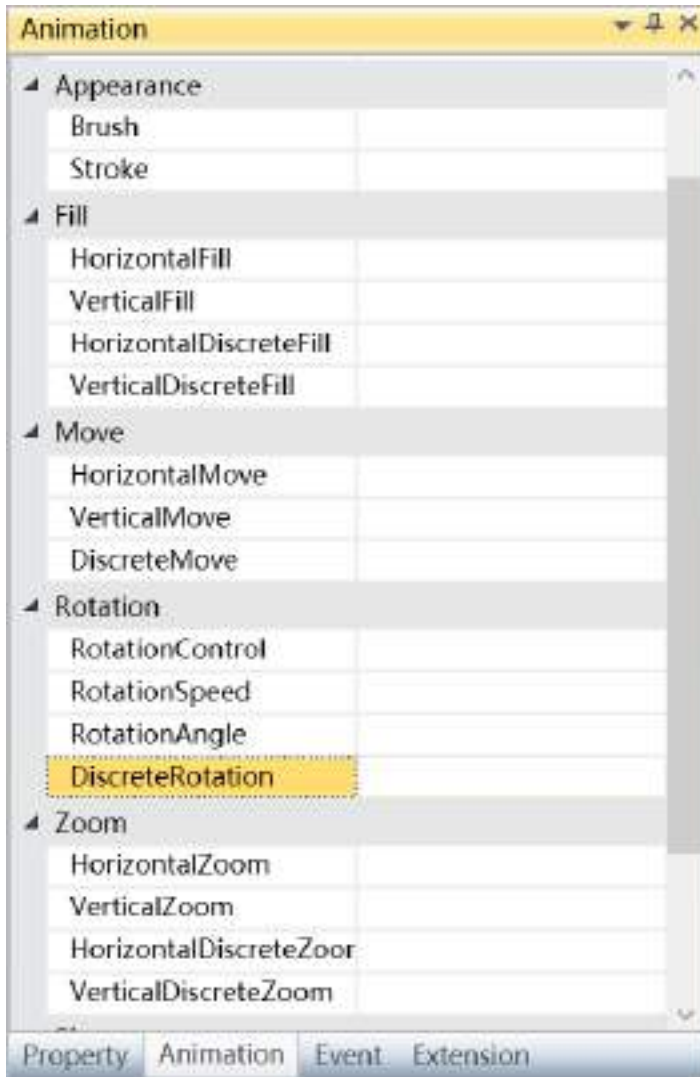 Animation
Appearance
Brush
Stroke
Fill
HorizontalFill
VerticalFill
HorizontalDiscreteFill
VerticalDiscreteFill
Move
HorizontalMove
VerticalMove
DiscreteMove
Rotation
RotationControl
RotationSpeed
RotationAngle
DiscreteRotation
Zoom
HorizontalZoom
VerticalZoom
HorizontalDiscreteZoor
VerticalDiscreteZoom
Property Animation Event Extension